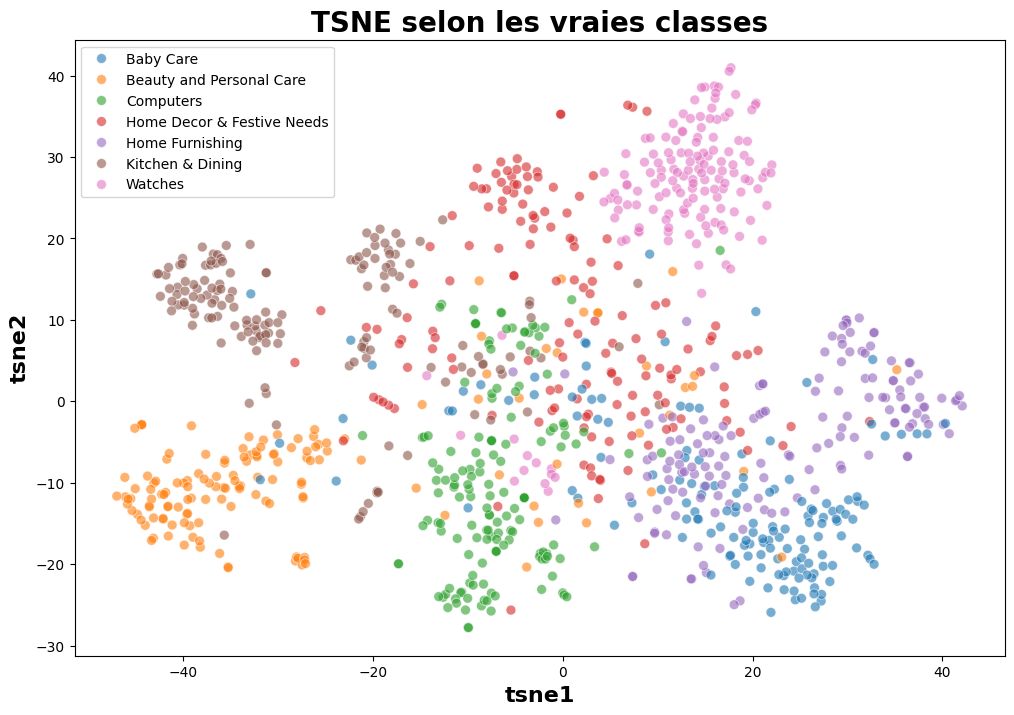 TSNE selon les vraies classes
Baby Care
Beauty and Personal Care
Computers
Home Decor & Festive Needs
Home Furnishing
Kitchen & Dining
Watches
tsne2
40
30
20
10
0
−10
−20
−30
−40
−20
0
20
40
tsne1